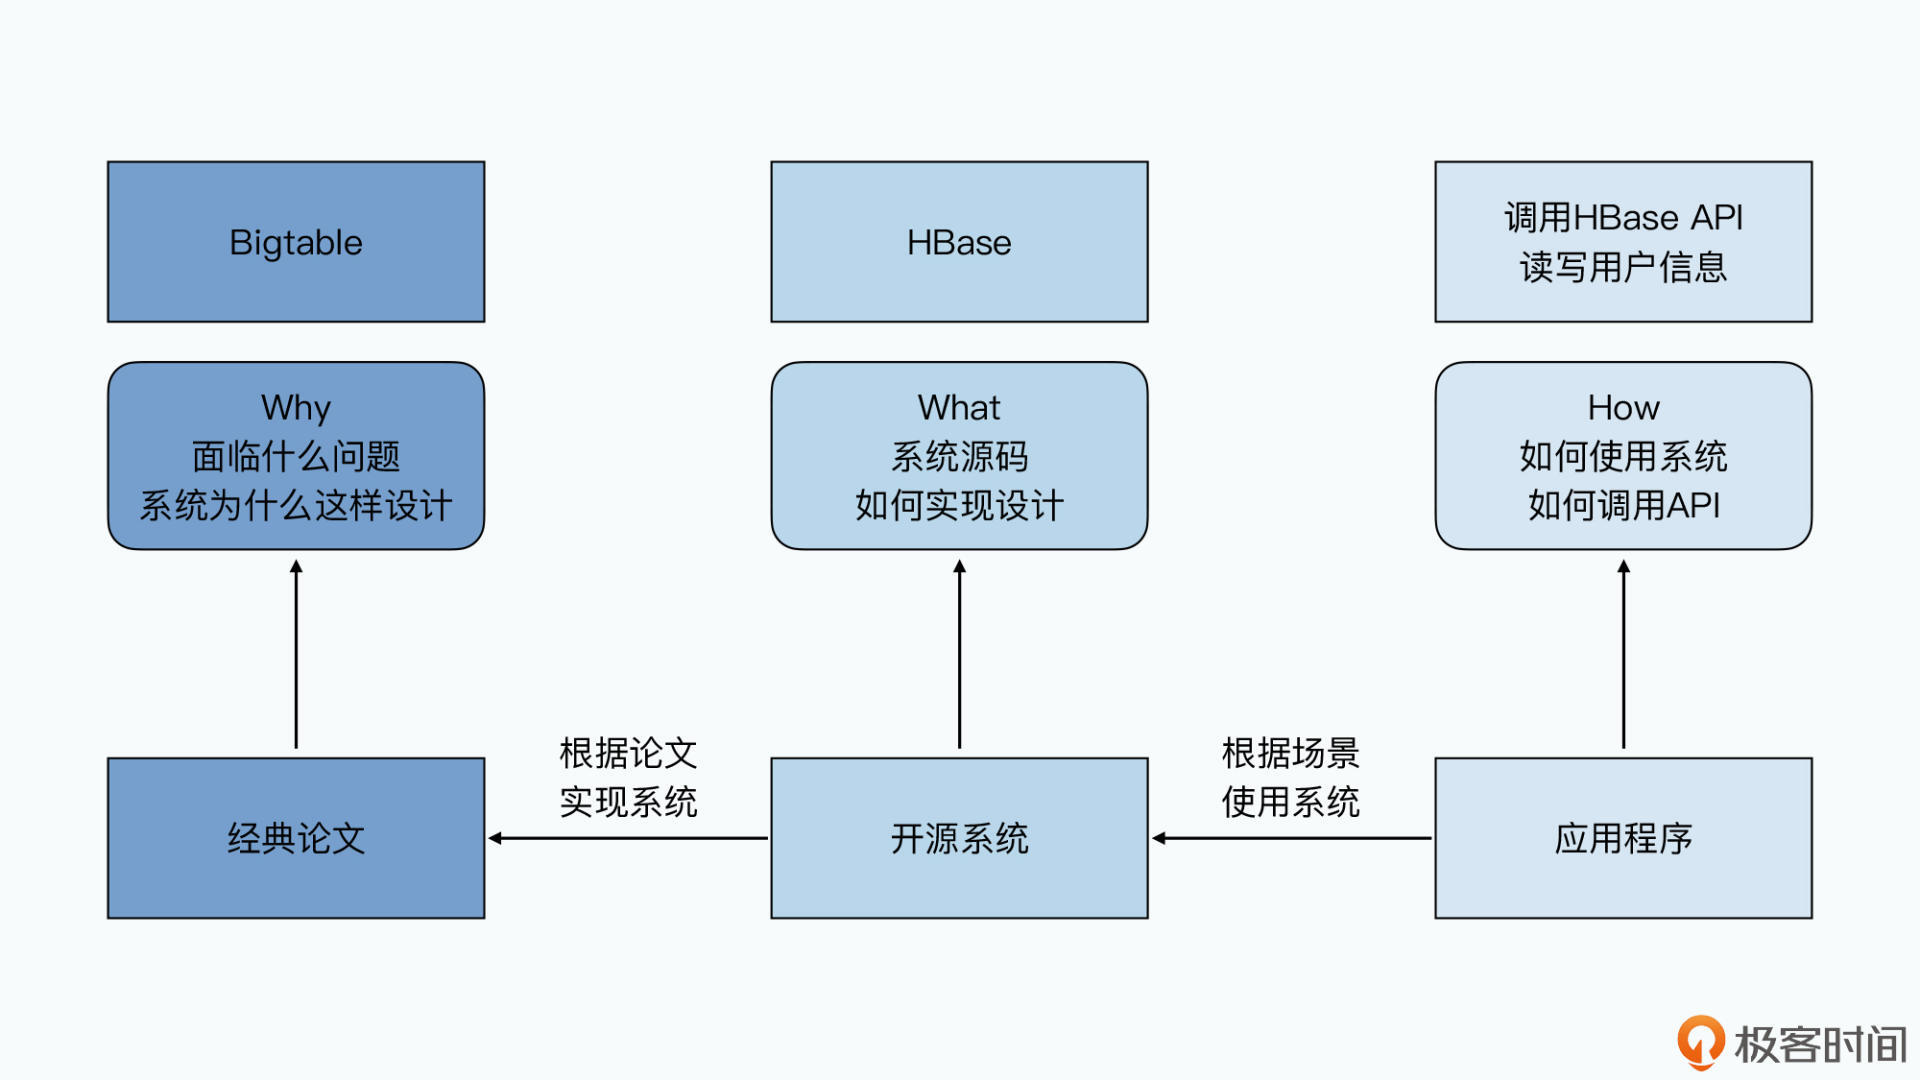 Bigtable
HBase
调用HBase API
读写用户信息
Why
面临什么问题
系统为什么这样设计
What
系统源码
如何实现设计
How
如何使用系统
如何调用API
根据论文
实现系统
根据场景
使用系统
经典论文
开源系统
应用程序
极客时间